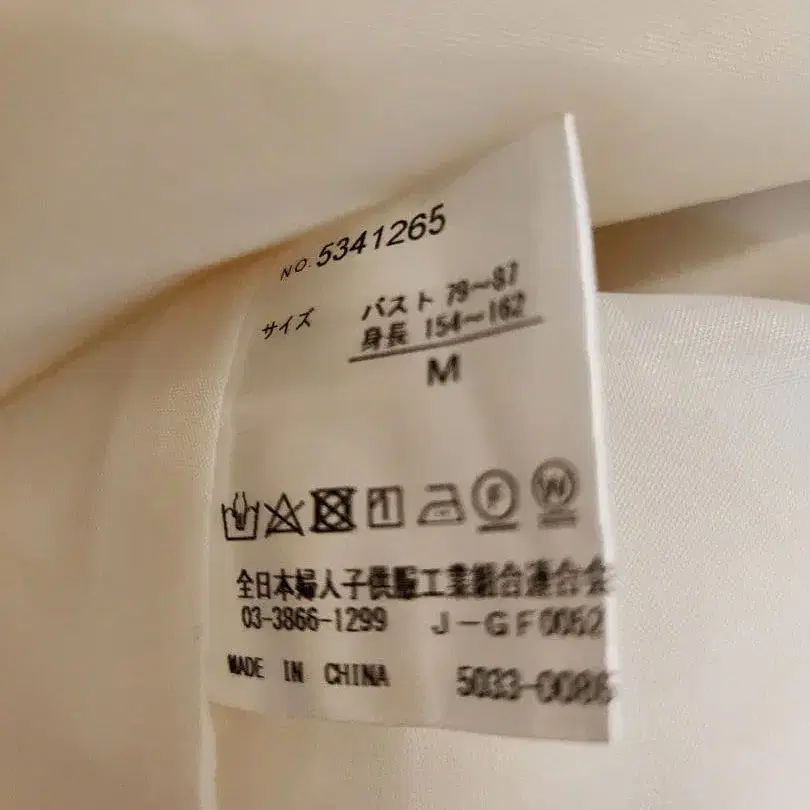 NO. 5341265
サイズ バスト 79~87
身長 154~162
M
F W
全日本婦人子供服工業組合連合会
03-3866-1299 J-GF0052
MADE IN CHINA 5033-0086